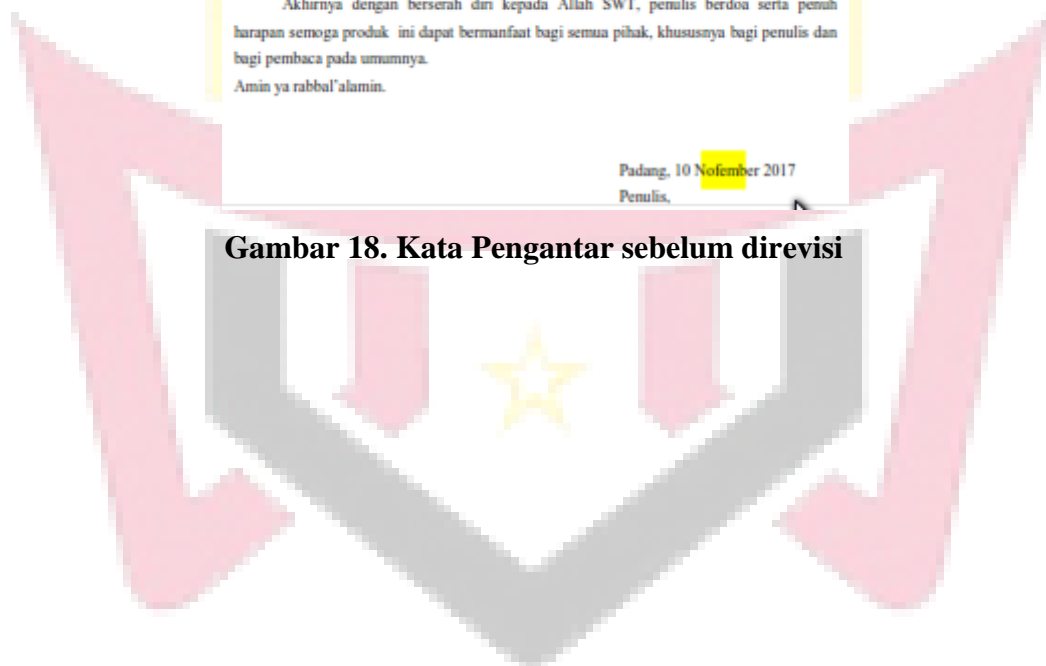 Akhirnya dengan berserah diri kepada Allah SWT, penulis berdoa serta penuh
harapan semoga produk ini dapat bermanfaat bagi semua pihak, khususnya bagi penulis dan
bagi pembaca pada umumnya.
Amin ya rabbal'alamin.
Padang, 10 Nofember 2017
Penulis,
Gambar 18. Kata Pengantar sebelum direvisi